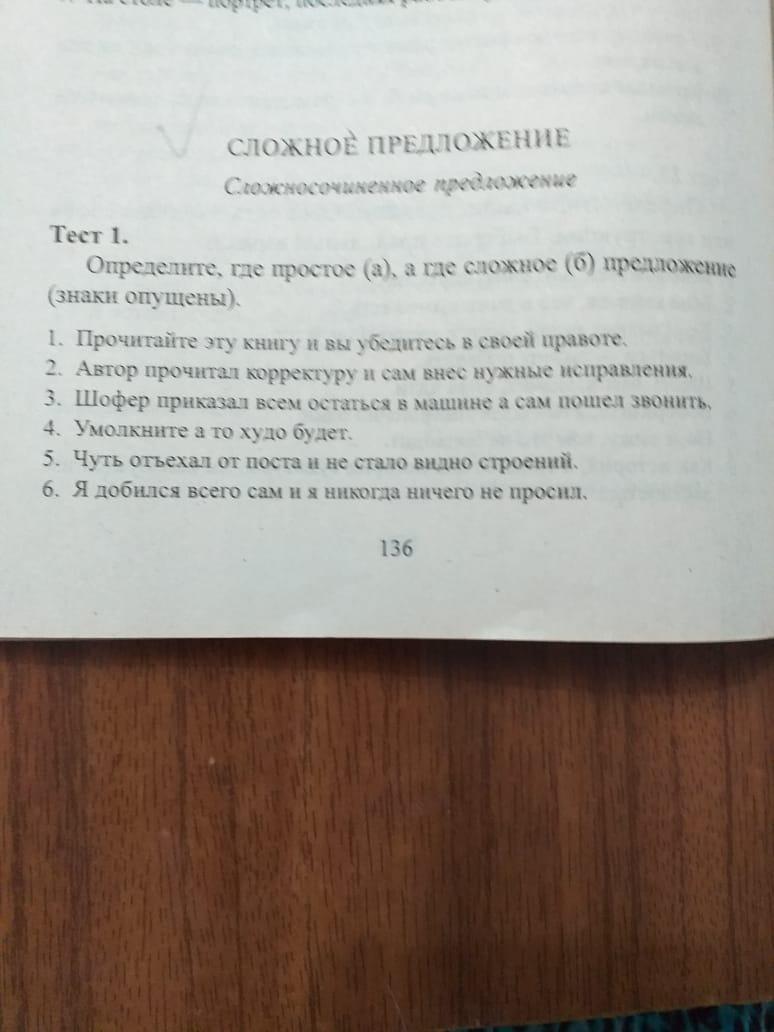 СЛОЖНОЕ ПРЕДЛОЖЕНИЕ
Сложносочиненное предложение
Тест 1.
Определите, где простое (а), а где сложное (б) предложение
(знаки опущены).
1. Прочитайте эту книгу и вы убедитесь в своей правоте.
2. Автор прочитал корректуру и сам внес нужные исправления.
3. Шофер приказал всем остаться в машине а сам пошел звонить.
4. Умолкните а то худо будет.
5. Чуть отъехал от поста и не стало видно строений.
6. Я добился всего сам и я никогда ничего не просил.
136